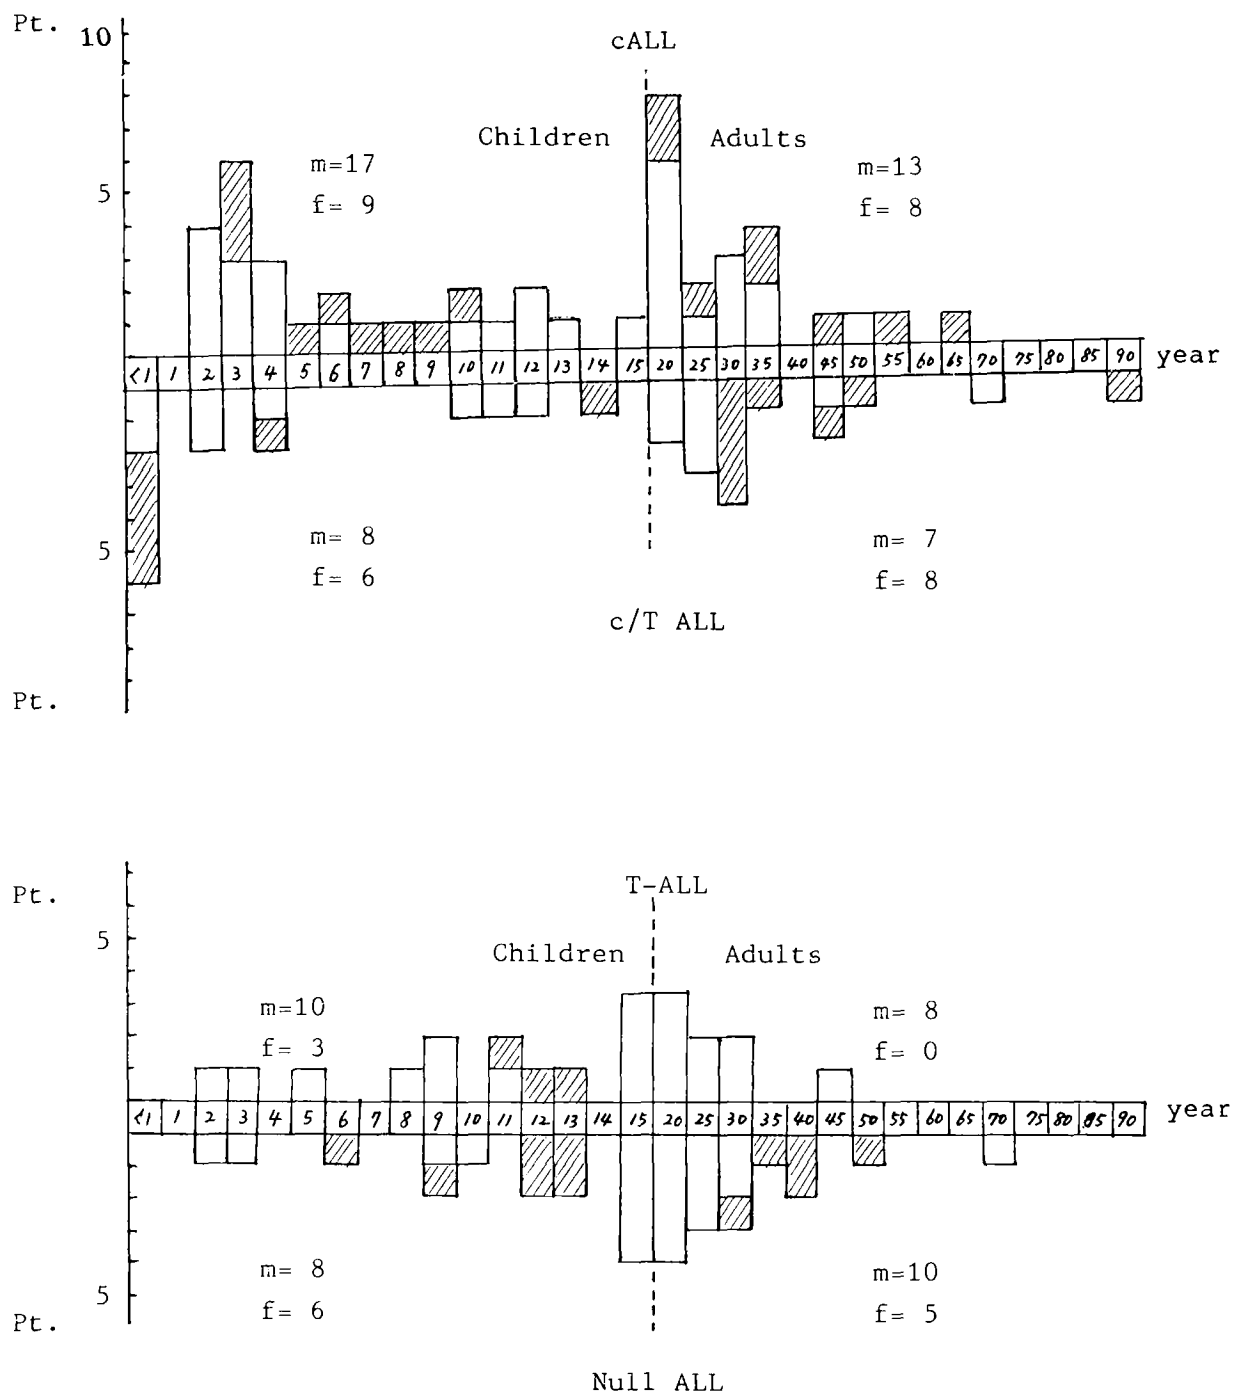 Pt.
10
cALL
Children
Adults
m=17
f= 9
m=13
f= 8
5
<1 1 2 3 4 5 6 7 8 9 10 11 12 13 14 15 20 25 30 35 40 45 50 55 60 65 70 75 80 85 90 year
5
m= 8
f= 6
m= 7
f= 8
c/T ALL
Pt.
Pt.
T-ALL
5
Children
Adults
m=10
f= 3
m= 8
f= 0
<1 1 2 3 4 5 6 7 8 9 10 11 12 13 14 15 20 25 30 35 40 45 50 55 60 65 70 75 80 85 90 year
m= 8
f= 6
m=10
f= 5
5
Pt.
Null ALL